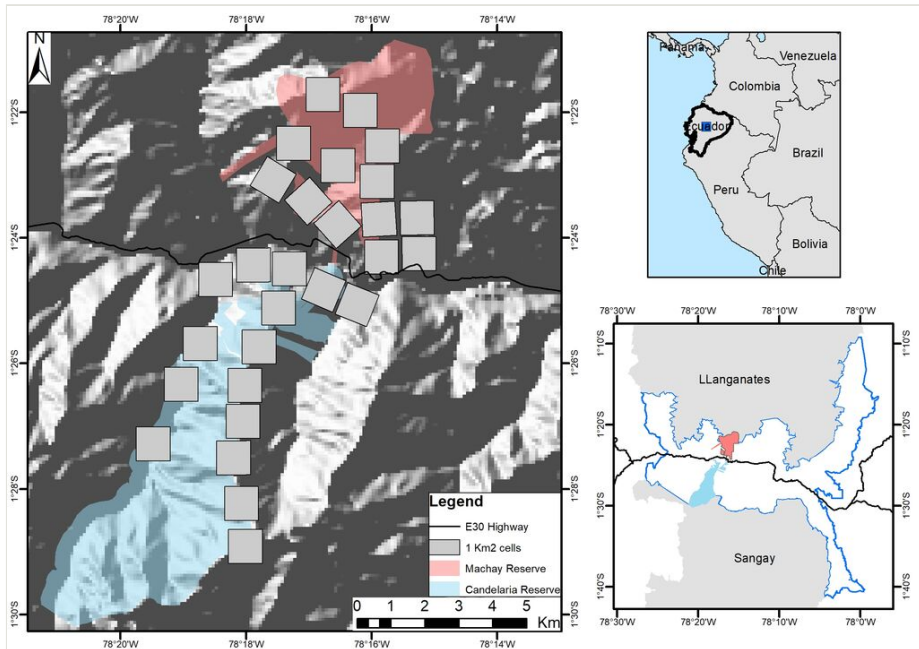 78°20'W 78°18'W 78°16'W 78°14'W
N
1°22'S 1°22'S
1°24'S 1°24'S
1°26'S 1°26'S
1°28'S 1°28'S
1°30'S 1°30'S
Legend
E30 Highway
1 Km2 cells
Machay Reserve
Candelaria Reserve
0 1 2 3 4 5
Km
78°20'W 78°18'W 78°16'W 78°14'W
Panama
Venezuela
Colombia
Ecuador
Brazil
Peru
Bolivia
Chile
78°30'S 78°20'S 78°10'S 78°0'S
1°10'S 1°10'S
LLanganates
1°20'S 1°20'S
1°30'S 1°30'S
Sangay
1°40'S 1°40'S
78°30'S 78°20'S 78°10'S 78°0'S